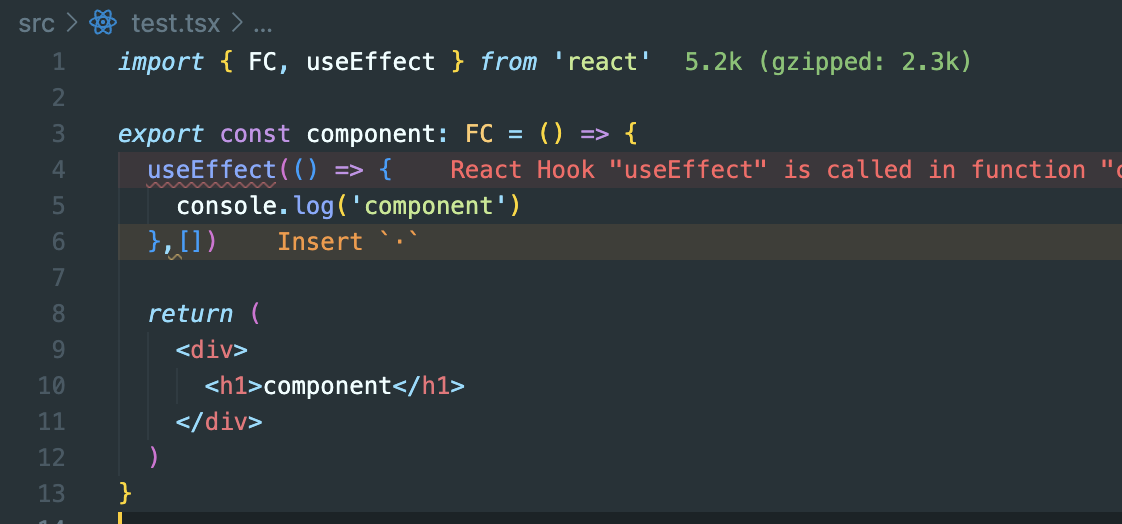 src > test.tsx > ...
1 import { FC, useEffect } from 'react' 5.2k (gzipped: 2.3k)
2
3 export const component: FC = () => {
4 useEffect(() => { React Hook "useEffect" is called in function "c
5 console.log('component')
6 },[]) Insert `·`
7
8 return (
9 <div>
10 <h1>component</h1>
11 </div>
12 )
13 }
14